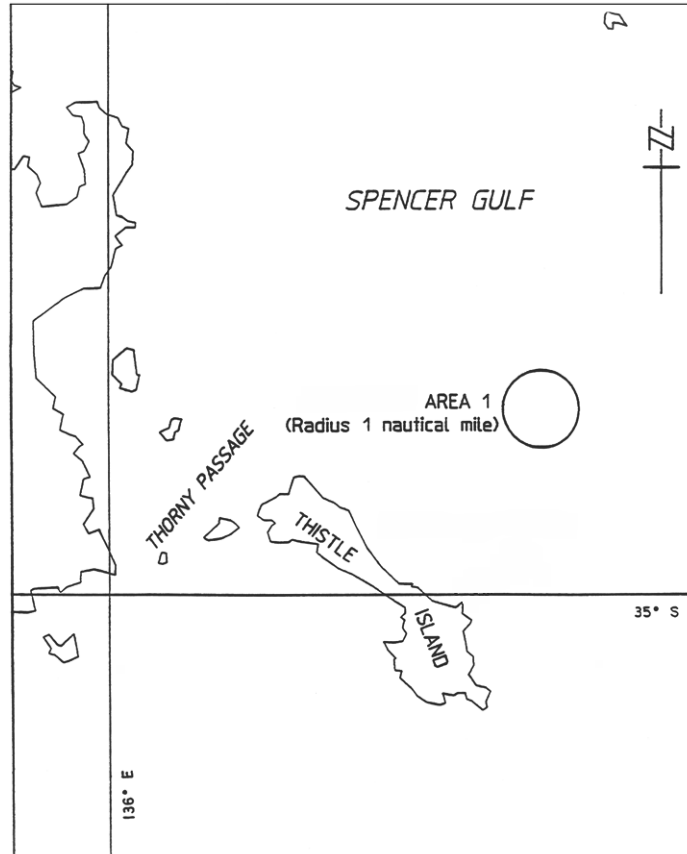 N
SPENCER GULF
AREA 1
(Radius 1 nautical mile)
THORNY PASSAGE
THISTLE
ISLAND
35° S
136° E